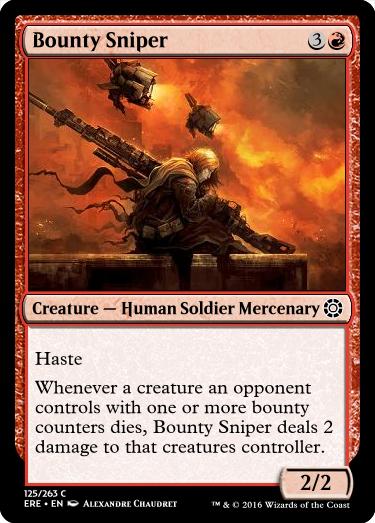 Bounty Sniper 3
Creature — Human Soldier Mercenary
Haste
Whenever a creature an opponent
controls with one or more bounty
counters dies, Bounty Sniper deals 2
damage to that creatures controller.
2/2
125/263 C
ERE • EN ALEXANDRE CHAUDRET
™ & © 2016 Wizards of the Coast